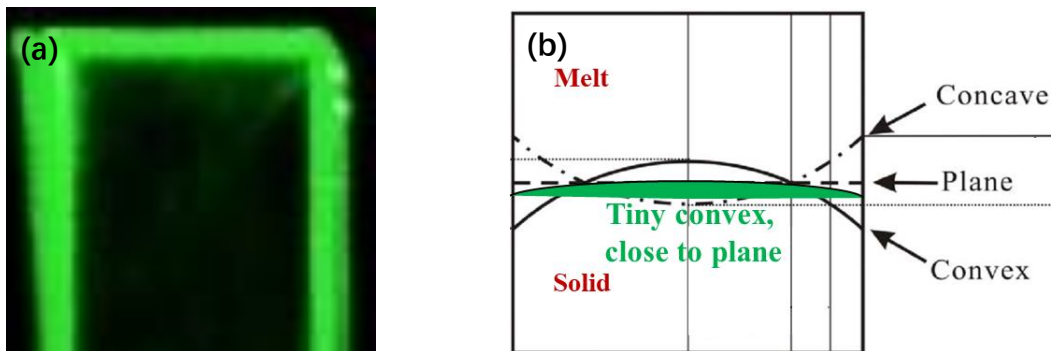 (a)
(b)
Melt
Concave
Plane
Tiny convex,
close to plane
Convex
Solid